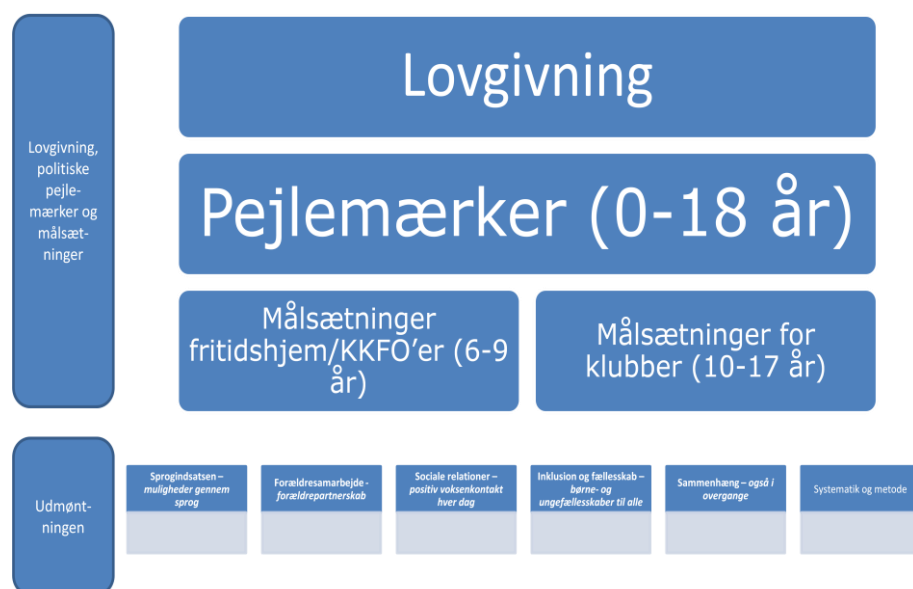 Lovgivning,
politiske
pejle-
mærker og
målsæt-
ninger
Lovgivning
Pejlemærker (0-18 år)
Målsætninger
fritidshjem/KKFO’er (6-9
år)
Målsætninger for
klubber (10-17 år)
Udmønt-
ningen
Sprogindsatsen –
muligheder gennem
sprog
Forældresamarbejde -
forældrepartnerskab
Sociale relationer –
positiv voksenkontakt
hver dag
Inklusion og fællesskab –
børne- og
ungefællesskaber til alle
Sammenhæng – også i
overgange
Systematik og metode